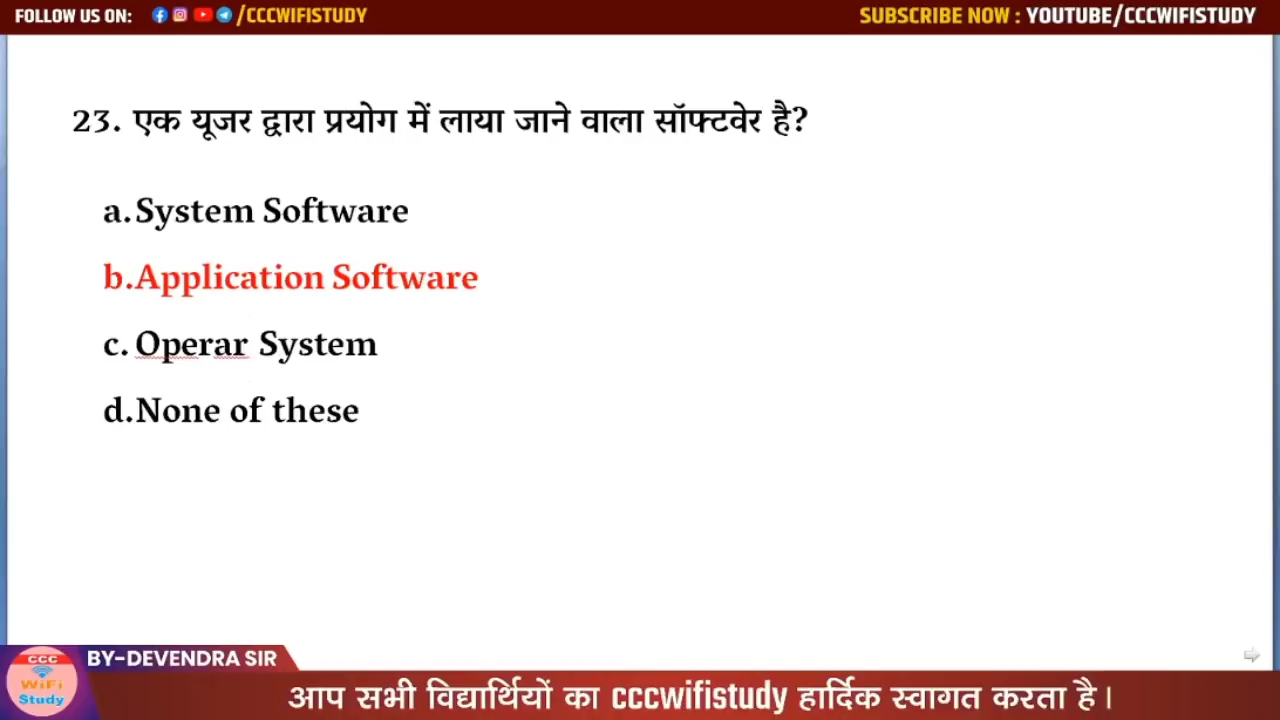 FOLLOW US ON: /CCCWIFISTUDY
SUBSCRIBE NOW : YOUTUBE/CCCWIFISTUDY
23. एक यूजर द्वारा प्रयोग में लाया जाने वाला सॉफ्टवेर है?
a.System Software
b.Application Software
c. Operar System
d.None of these
CCC
WiFi
Study
BY-DEVENDRA SIR
आप सभी विद्यार्थियों का cccwifistudy हार्दिक स्वागत करता है।